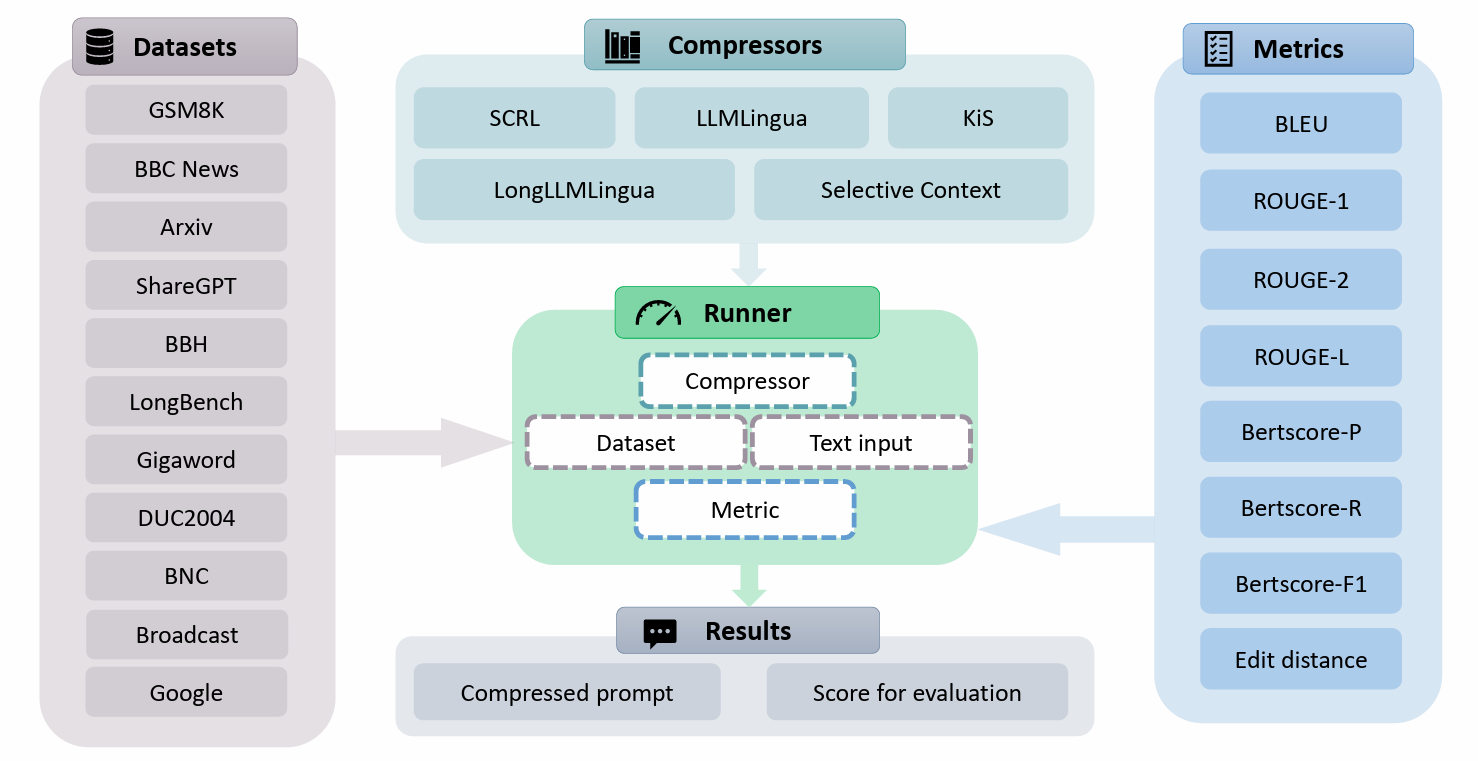 Datasets
GSM8K
BBC News
Arxiv
ShareGPT
BBH
LongBench
Gigaword
DUC2004
BNC
Broadcast
Google
Compressors
SCRL
LLMLingua
KiS
LongLLMLingua
Selective Context
Runner
Compressor
Dataset
Text input
Metric
Results
Compressed prompt
Score for evaluation
Metrics
BLEU
ROUGE-1
ROUGE-2
ROUGE-L
Bertscore-P
Bertscore-R
Bertscore-F1
Edit distance